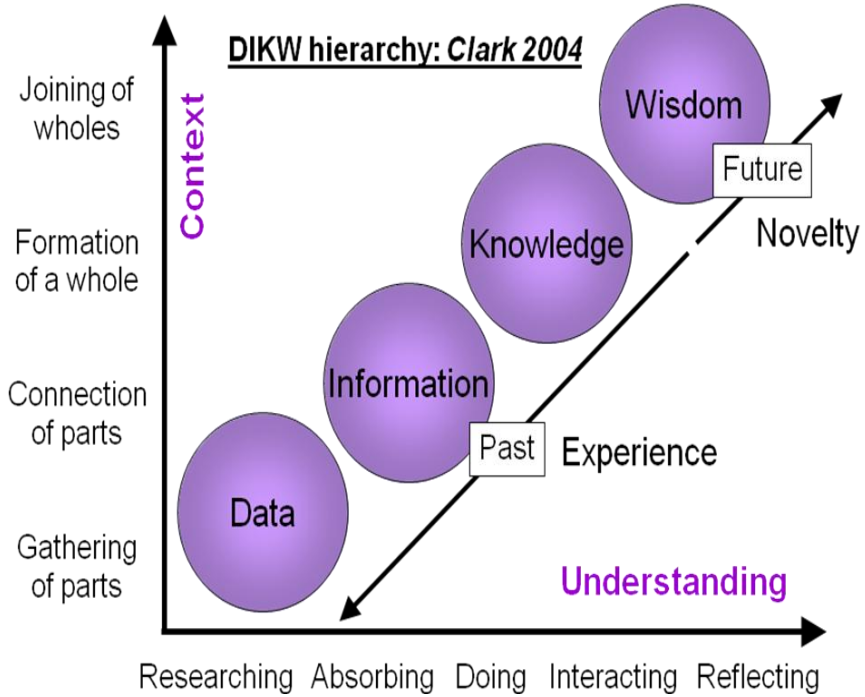 DIKW hierarchy: Clark 2004
Joining of
wholes
Context
Wisdom
Future
Novelty
Formation
of a whole
Knowledge
Connection
of parts
Information
Past
Experience
Data
Gathering
of parts
Understanding
Researching Absorbing Doing Interacting Reflecting